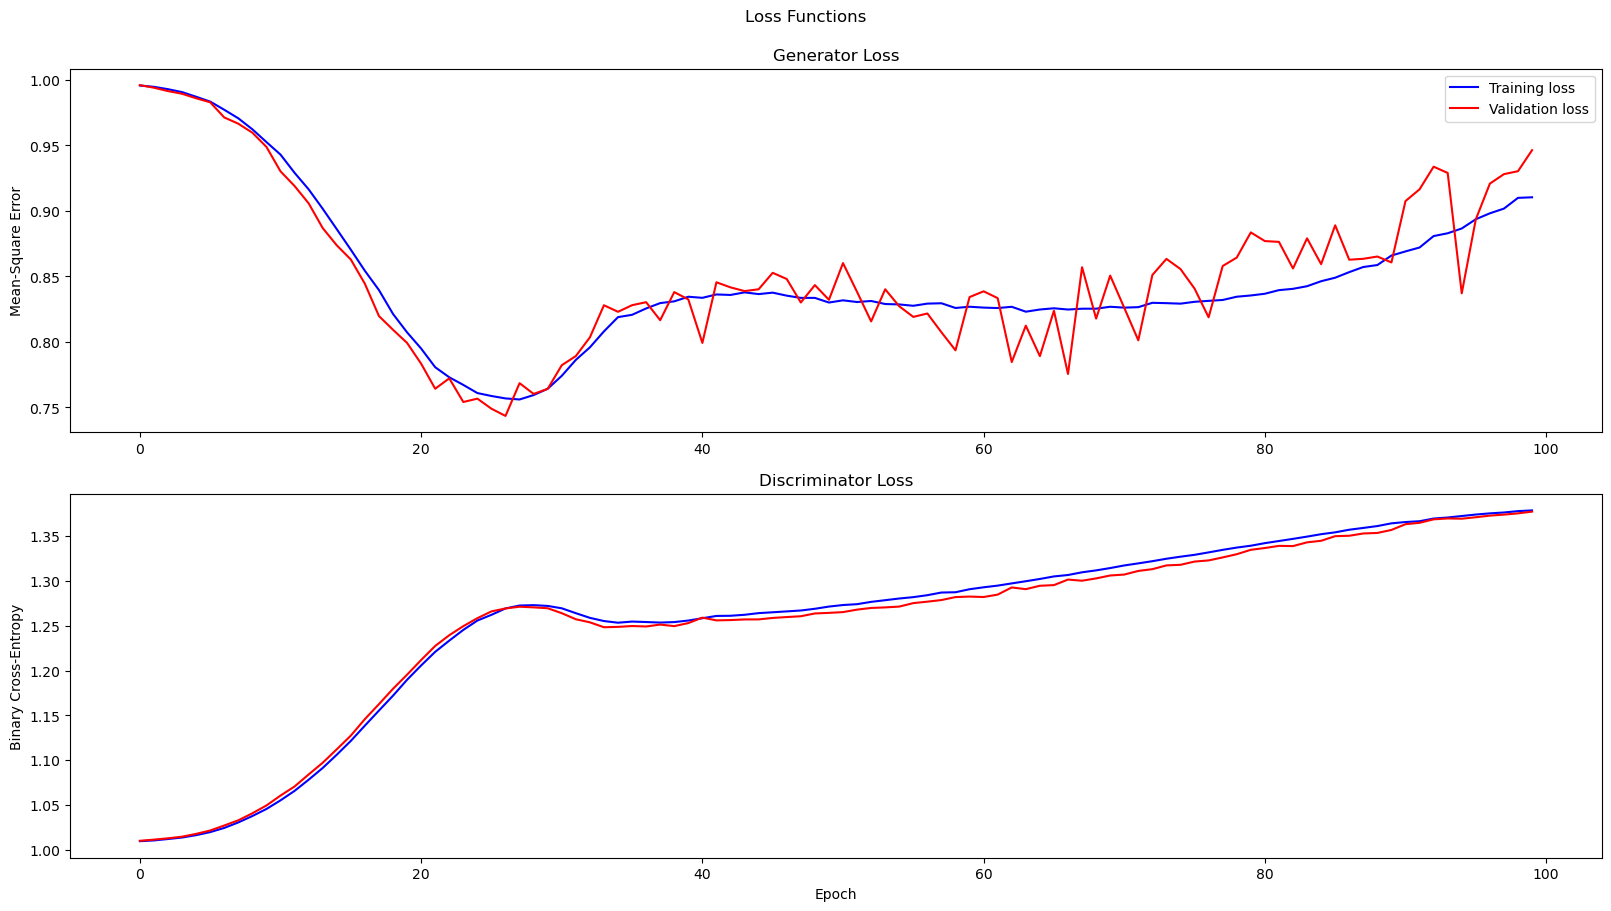 Loss Functions
Generator Loss
Mean-Square Error
1.00
0.95
0.90
0.85
0.80
0.75
Training loss
Validation loss
0 20 40 60 80 100
Discriminator Loss
Binary Cross-Entropy
1.35
1.30
1.25
1.20
1.15
1.10
1.05
1.00
0 20 40 60 80 100
Epoch